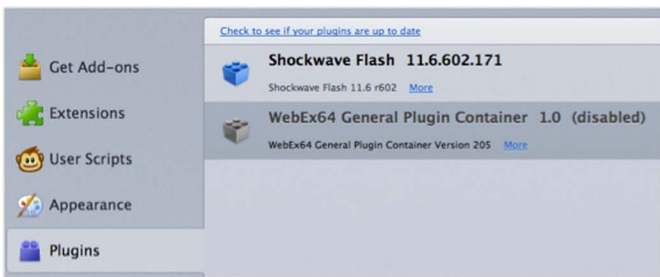 Check to see if your plugins are up to date
Get Add-ons
Extensions
User Scripts
Appearance
Plugins
Shockwave Flash 11.6.602.171
Shockwave Flash 11.6 r602 More
WebEx64 General Plugin Container 1.0 (disabled)
WebEx64 General Plugin Container Version 205 More